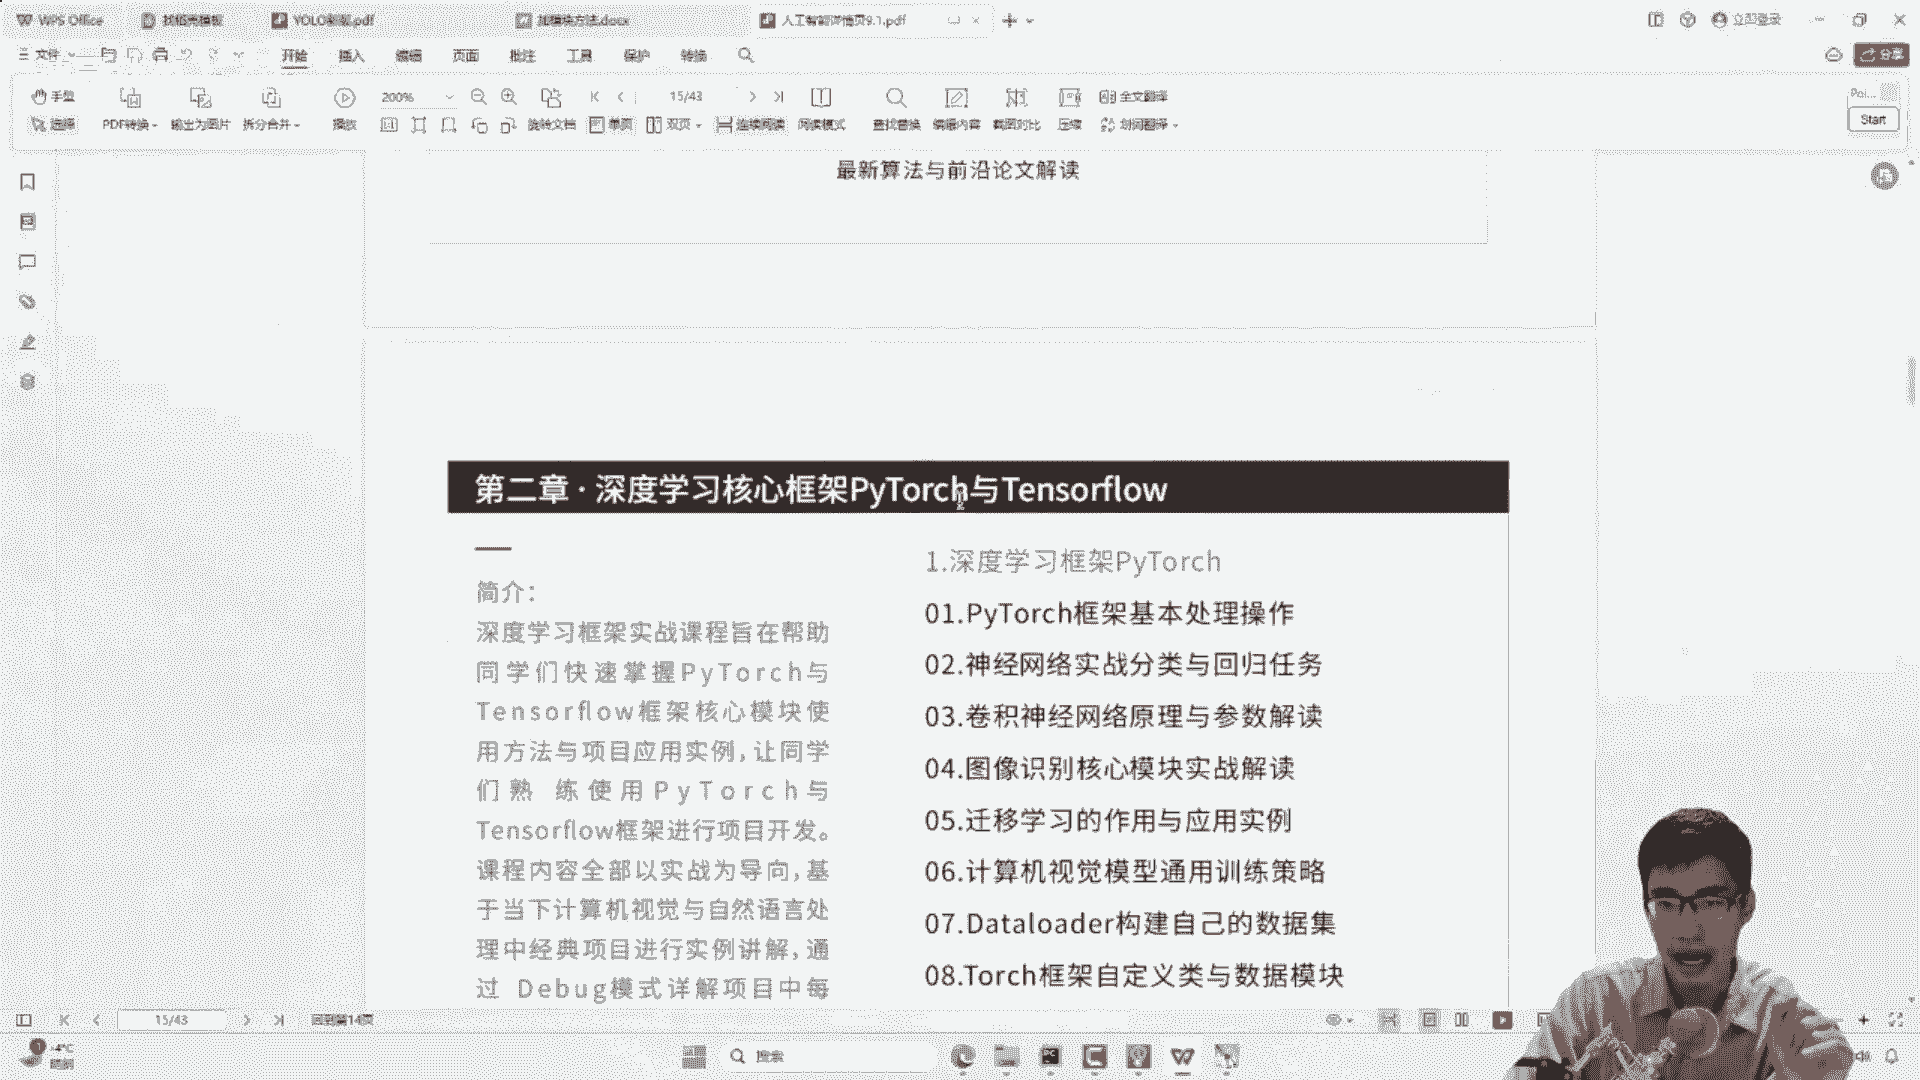 WPS Office
找稻壳模板
YOLO新版.pdf
加模块方法.docx
人工智能详情页9.1.pdf
立即登录
文件
开始
插入
编辑
页面
批注
工具
保护
转换
分享
手型
200%
15/43
全文翻译
选择
PDF转换
输出为图片
拆分合并
播放
旋转文档
单页
双页
连续阅读
阅读模式
查找替换
编辑内容
截图对比
压缩
划词翻译
Start
最新算法与前沿论文解读
第二章·深度学习核心框架PyTorch与Tensorflow
简介：
深度学习框架实战课程旨在帮助
同学们快速掌握PyTorch与
Tensorflow框架核心模块使
用方法与项目应用实例，让同学
们熟 练使用PyTorch与
Tensorflow框架进行项目开发。
课程内容全部以实战为导向，基
于当下计算机视觉与自然语言处
理中经典项目进行实例讲解，通
过 Debug模式详解项目中每
1.深度学习框架PyTorch
01.PyTorch框架基本处理操作
02.神经网络实战分类与回归任务
03.卷积神经网络原理与参数解读
04.图像识别核心模块实战解读
05.迁移学习的作用与应用实例
06.计算机视觉模型通用训练策略
07.Dataloader构建自己的数据集
08.Torch框架自定义类与数据模块
15/43
回到第14页
-4°C
搜索